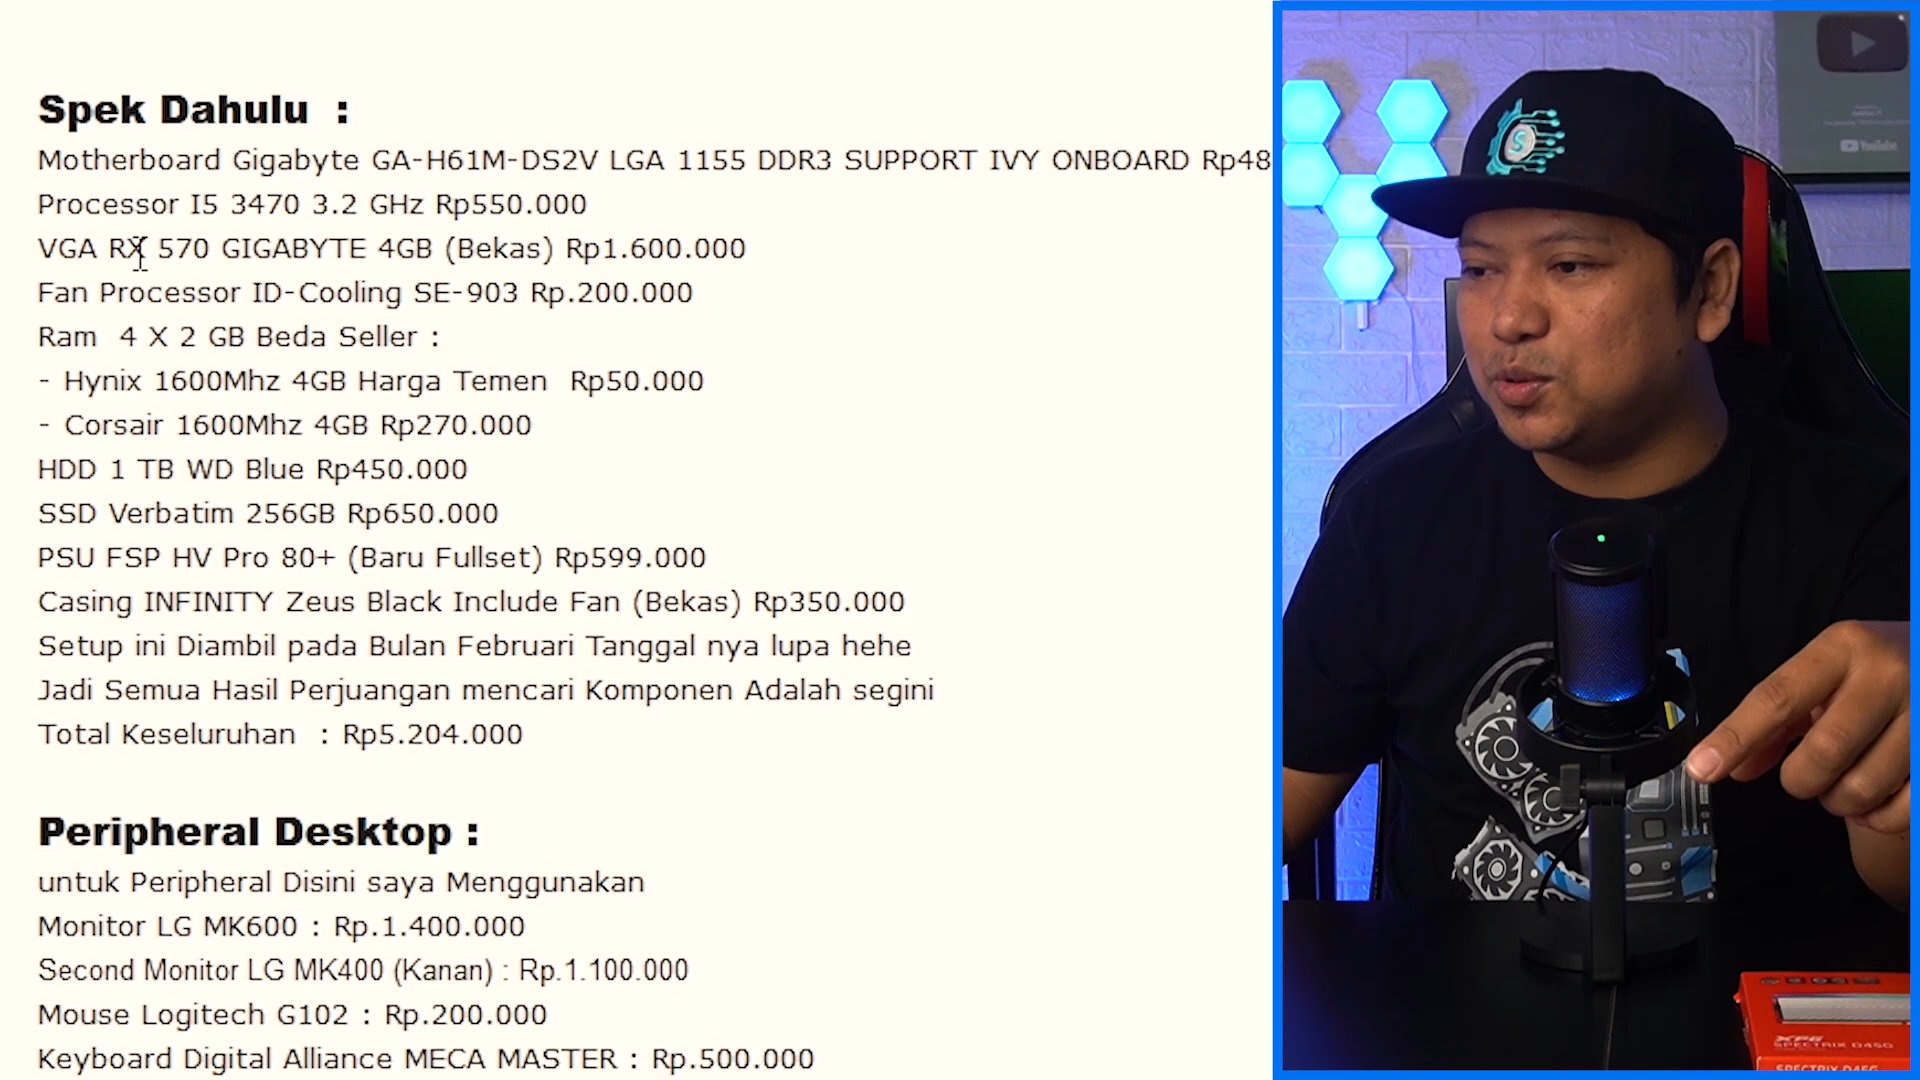 Spek Dahulu :
Motherboard Gigabyte GA-H61M-DS2V LGA 1155 DDR3 SUPPORT IVY ONBOARD Rp48
Processor I5 3470 3.2 GHz Rp550.000
VGA RX 570 GIGABYTE 4GB (Bekas) Rp1.600.000
Fan Processor ID-Cooling SE-903 Rp.200.000
Ram 4 X 2 GB Beda Seller :
- Hynix 1600Mhz 4GB Harga Temen Rp50.000
- Corsair 1600Mhz 4GB Rp270.000
HDD 1 TB WD Blue Rp450.000
SSD Verbatim 256GB Rp650.000
PSU FSP HV Pro 80+ (Baru Fullset) Rp599.000
Casing INFINITY Zeus Black Include Fan (Bekas) Rp350.000
Setup ini Diambil pada Bulan Februari Tanggal nya lupa hehe
Jadi Semua Hasil Perjuangan mencari Komponen Adalah segini
Total Keseluruhan : Rp5.204.000
Peripheral Desktop :
untuk Peripheral Disini saya Menggunakan
Monitor LG MK600 : Rp.1.400.000
Second Monitor LG MK400 (Kanan) : Rp.1.100.000
Mouse Logitech G102 : Rp.200.000
Keyboard Digital Alliance MECA MASTER : Rp.500.000
YouTube
S
XPG
SPECTRIX D45G
SPECTRIX D45G